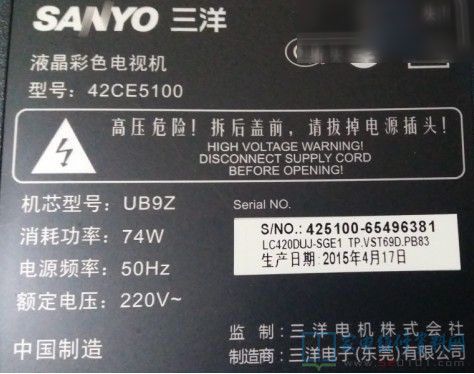 SANYO 三洋
液晶彩色电视机
型号: 42CE5100
高压危险! 拆后盖前, 请拔掉电源插头!
HIGH VOLTAGE WARNING!
DISCONNECT SUPPLY CORD
BEFORE OPENING!
机芯型号: UB9Z
消耗功率: 74W
电源频率: 50Hz
额定电压: 220V~
中国制造
Serial NO.
S/NO.: 425100-65496381
LC420DUJ-SGE1 TP.VST69D.PB83
生产日期: 2015年4月17日
监 制: 三洋电机株式会社
制造商: 三洋电子(东莞)有限公司